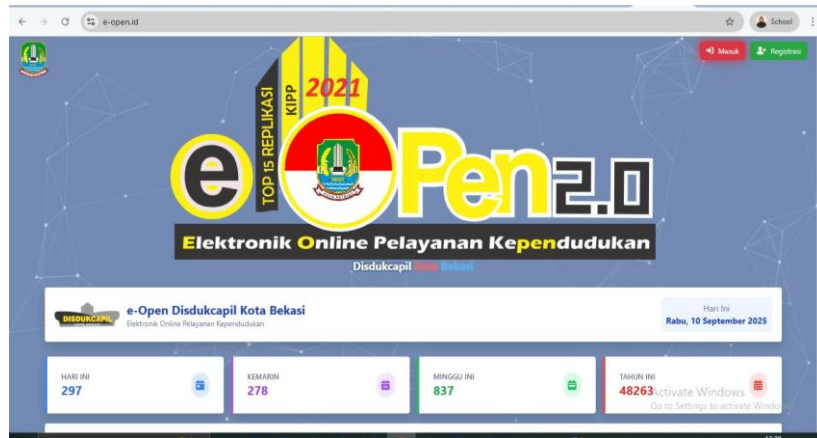 e-open.id
School
Masuk
Registrasi
TOP 15 REPLIKASI
KIPP
2021
e Open 2.0
Elektronik Online Pelayanan Kependudukan
Disdukcapil Kota Bekasi
DISDUKCAPIL
e-Open Disdukcapil Kota Bekasi
Elektronik Online Pelayanan Kependudukan
Hari Ini
Rabu, 10 September 2025
HARI INI
297
KEMARIN
278
MINGGU INI
837
TAHUN INI
48263
Activate Windows
Go to Settings to activate Windows